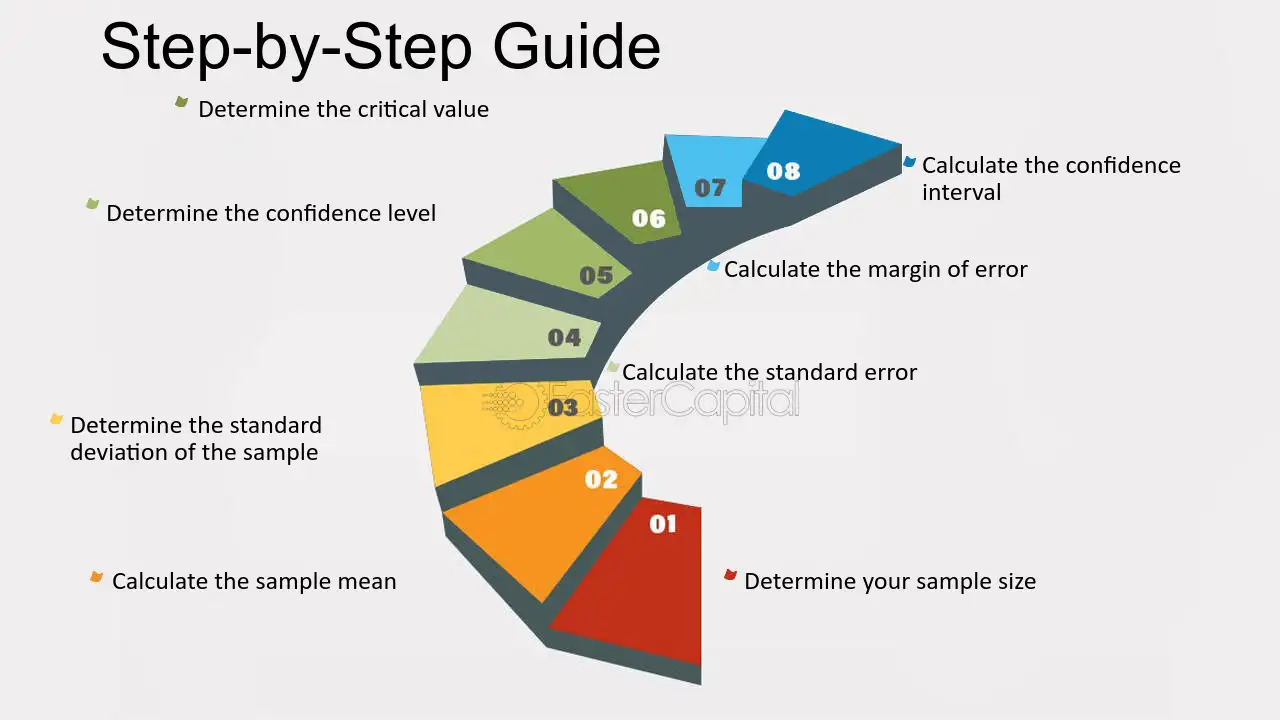 Step-by-Step Guide
Determine the critical value
08
Calculate the confidence
interval
07
Determine the confidence level
06
05
Calculate the margin of error
04
Calculate the standard error
FasterCapital
03
Determine the standard
deviation of the sample
02
01
Calculate the sample mean
Determine your sample size